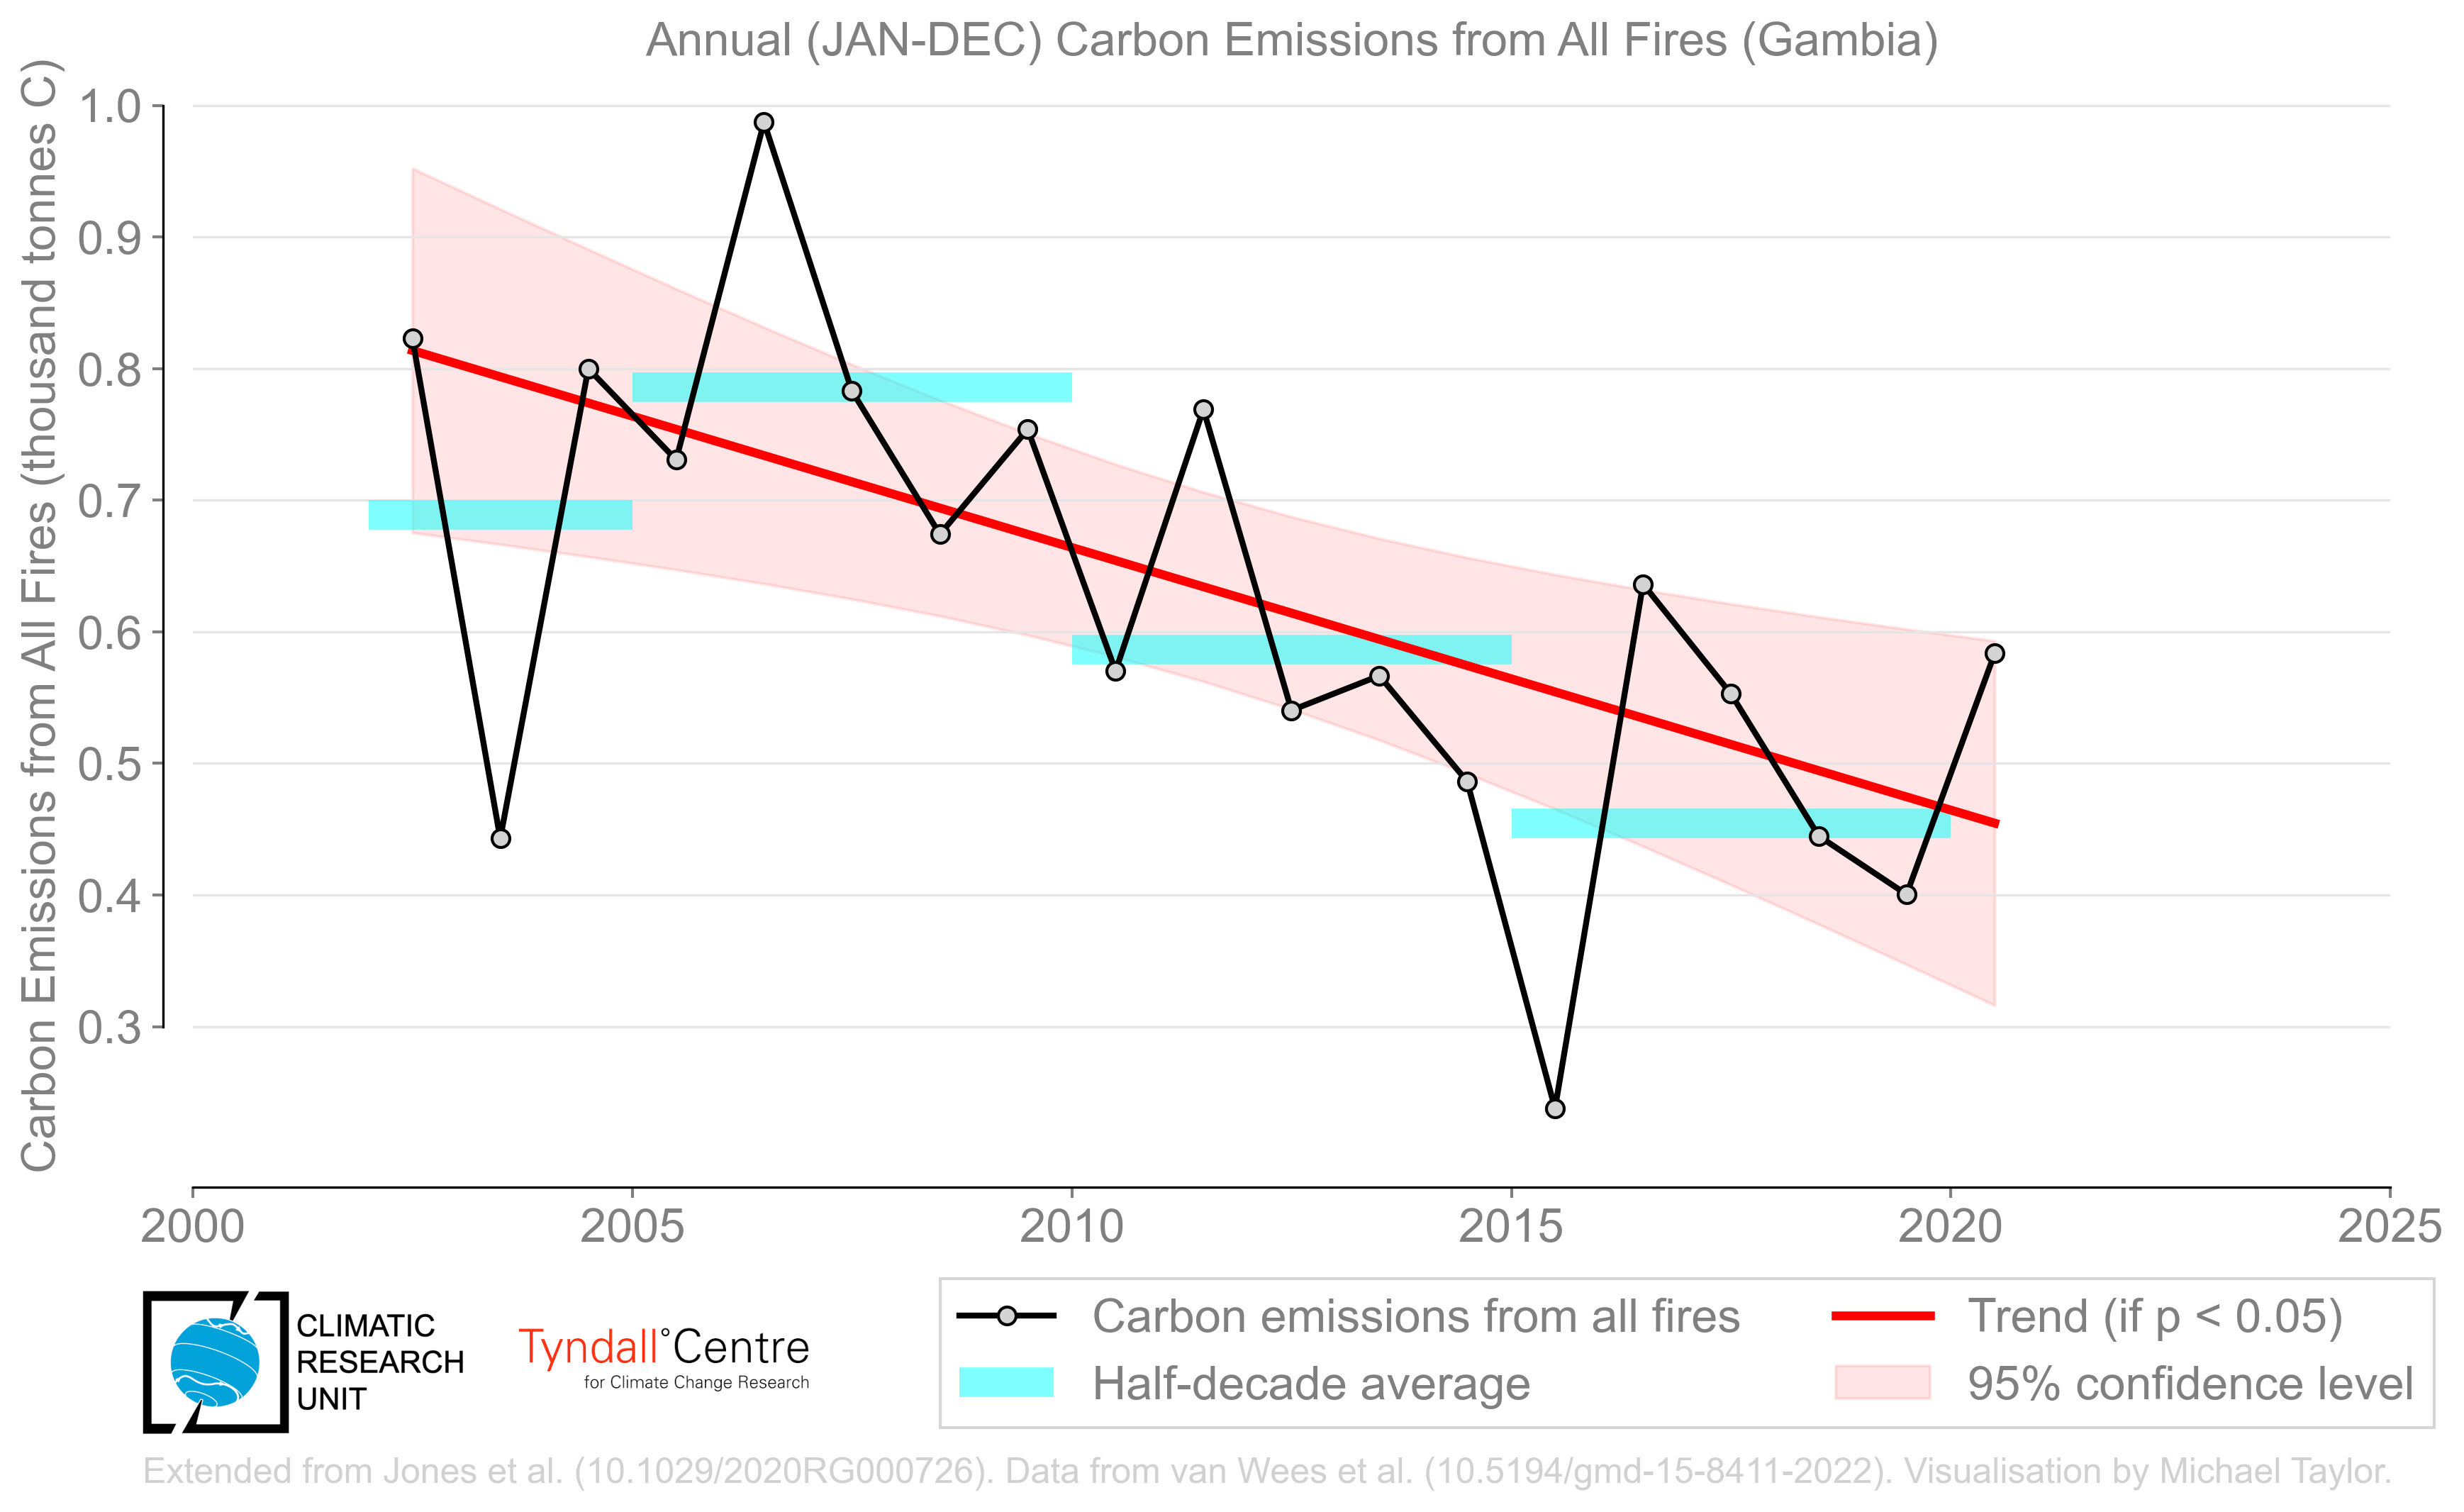 Annual (JAN-DEC) Carbon Emissions from All Fires (Gambia)
Carbon Emissions from All Fires (thousand tonnes C)
1.0
0.9
0.8
0.7
0.6
0.5
0.4
0.3
2000 2005 2010 2015 2020 2025
CLIMATIC
RESEARCH
UNIT
Tyndall°Centre
for Climate Change Research
Carbon emissions from all fires
Half-decade average
Trend (if p < 0.05)
95% confidence level
Extended from Jones et al. (10.1029/2020RG000726). Data from van Wees et al. (10.5194/gmd-15-8411-2022). Visualisation by Michael Taylor.